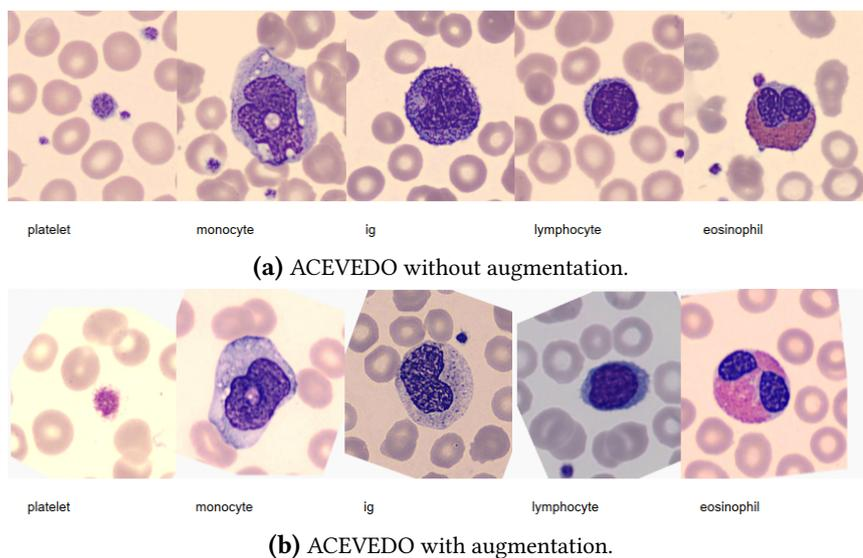 platelet monocyte ig lymphocyte eosinophil
(a) ACEVEDO without augmentation.
platelet monocyte ig lymphocyte eosinophil
(b) ACEVEDO with augmentation.